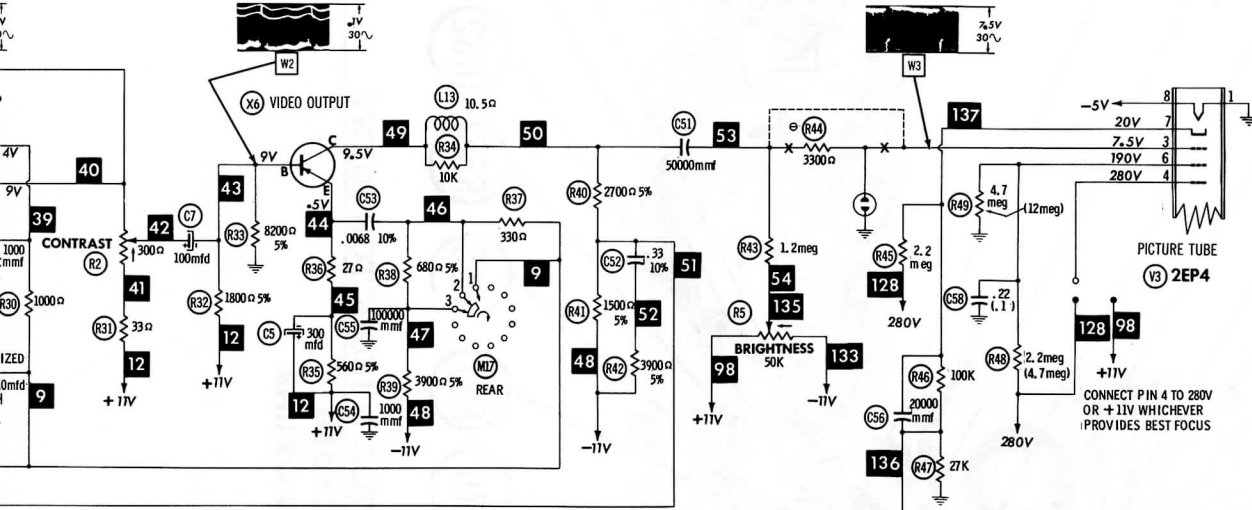 V
30∿
.1V
30∿
7.5V
30∿
W2
W3
X6 VIDEO OUTPUT
L13 10.5Ω
R34
10K
49
50
C51
50000mmf
53
⊖ R44
3300Ω
137
-5V
8
1
20V
7
7.5V
3
190V
6
280V
4
4V
9V
40
39
1000
mmf
R30 1000Ω
IZED
0mfd
9
CONTRAST
R2
300Ω
41
R31 33Ω
12
+11V
42
C7
100mfd
43
9V
B
C
9.5V
E
.5V
R33 8200Ω
5%
R32 1800Ω 5%
12
+11V
44
C53
.0068 10%
46
R37
330Ω
R36 27Ω
R38 680Ω 5%
45
C5 300
mfd
C55 100000
mmf
R35 560Ω 5%
12
+11V
C54 1000
mmf
47
R39 3900Ω 5%
48
-11V
1
2
3
9
M17
REAR
R40 2700Ω 5%
C52 .33
10%
51
R41 1500Ω
5%
52
48
R42 3900Ω
5%
-11V
R43 1.2meg
54
135
R5
BRIGHTNESS
50K
98
+11V
133
-11V
R45 2.2
meg
128
280V
R49 4.7
meg
(12meg)
C58 .22
(.1)
R48 2.2meg
(4.7meg)
280V
R46 100K
C56 20000
mmf
136
R47 27K
PICTURE TUBE
V3 2EP4
128
98
+11V
CONNECT PIN 4 TO 280V
OR +11V WHICHEVER
PROVIDES BEST FOCUS